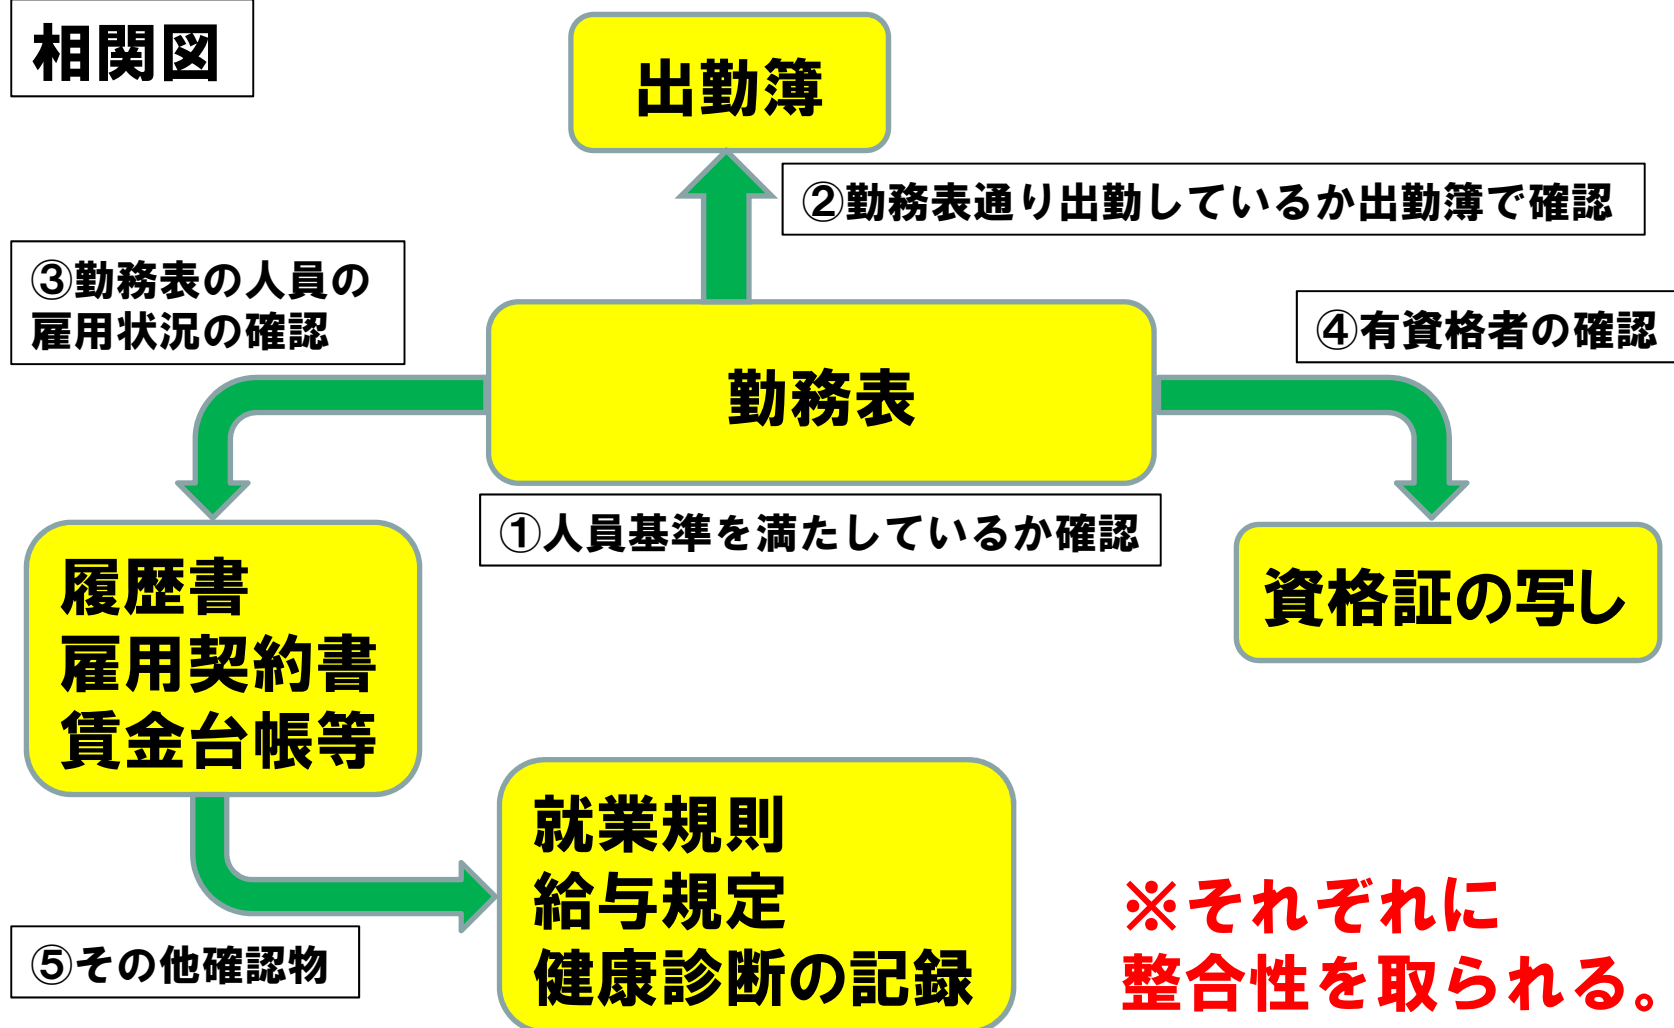 相関図
出勤簿
②勤務表通り出勤しているか出勤簿で確認
③勤務表の人員の
雇用状況の確認
④有資格者の確認
勤務表
①人員基準を満たしているか確認
履歴書
雇用契約書
賃金台帳等
資格証の写し
就業規則
給与規定
健康診断の記録
⑤その他確認物
※それぞれに
整合性を取られる。